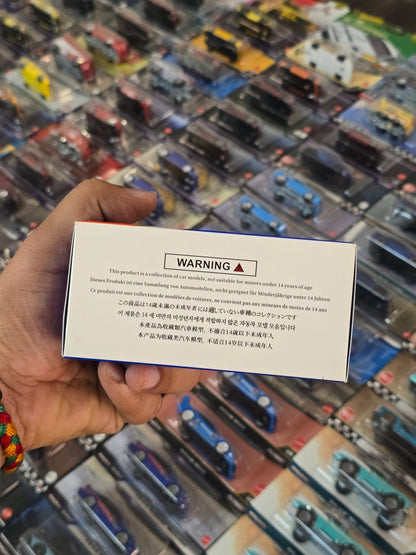 WARNING
This product is a collection of car models, not suitable for minors under 14 years of age
Dieses Produkt ist eine Sammlung von Automodellen, nicht geeignet für Minderjährige unter 14 Jahren
Ce produit est une collection de modèles de voitures, ne convient pas aux mineurs de moins de 14 ans
この商品は14歳未満の未成年者には適していない車種のコレクションです
이 제품은 14 세 미만의 미성년자에게 적합하지 않은 자동차 모델 모음입니다
本產品為收藏類汽車模型, 不適合14歲以下未成年人
本产品为收藏类汽车模型, 不适合14岁以下未成年人